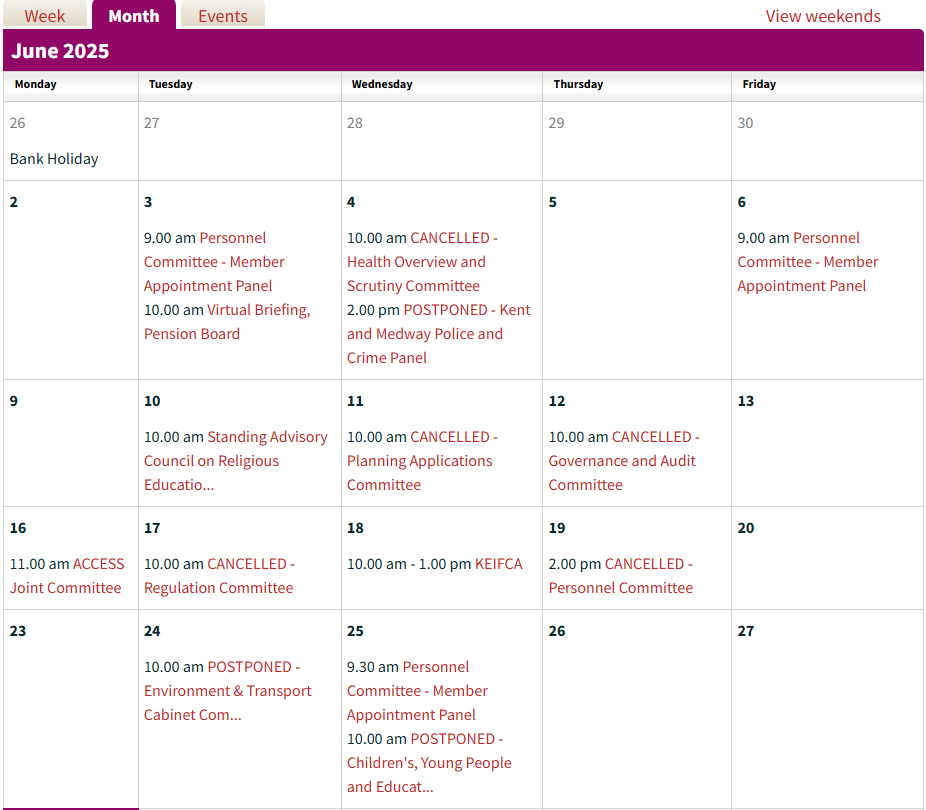 Week
Month
Events
View weekends
June 2025
Monday
Tuesday
Wednesday
Thursday
Friday
26
Bank Holiday
27
28
29
30
2
3
9.00 am Personnel
Committee - Member
Appointment Panel
10.00 am Virtual Briefing,
Pension Board
4
10.00 am CANCELLED -
Health Overview and
Scrutiny Committee
2.00 pm POSTPONED - Kent
and Medway Police and
Crime Panel
5
6
9.00 am Personnel
Committee - Member
Appointment Panel
9
10
10.00 am Standing Advisory
Council on Religious
Educatio...
11
10.00 am CANCELLED -
Planning Applications
Committee
12
10.00 am CANCELLED -
Governance and Audit
Committee
13
16
11.00 am ACCESS
Joint Committee
17
10.00 am CANCELLED -
Regulation Committee
18
10.00 am - 1.00 pm KEIFCA
19
2.00 pm CANCELLED -
Personnel Committee
20
23
24
10.00 am POSTPONED -
Environment & Transport
Cabinet Com...
25
9.30 am Personnel
Committee - Member
Appointment Panel
10.00 am POSTPONED -
Children's, Young People
and Educat...
26
27